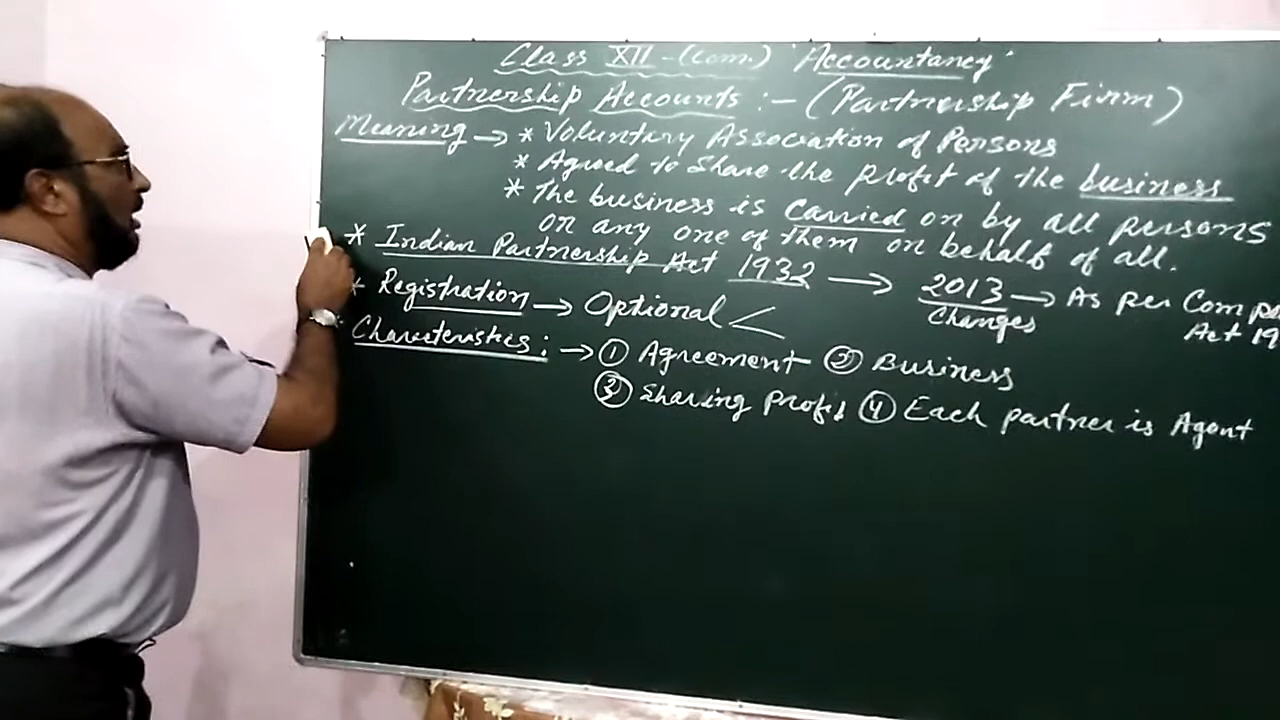 Class XII - (Com.) 'Accountancy'
Partnership Accounts :- (Partnership Firm)
Meaning → * Voluntary Association of Persons
* Agreed to Share the profit of the business
* The business is Carried on by all persons
or any one of them on behalf of all.
* Indian Partnership Act 1932 → 2013 → As per Comp
Changes Act 19
* Registration → Optional <
Characteristics : → ① Agreement ② Business
③ Sharing Profit ④ Each partner is Agent